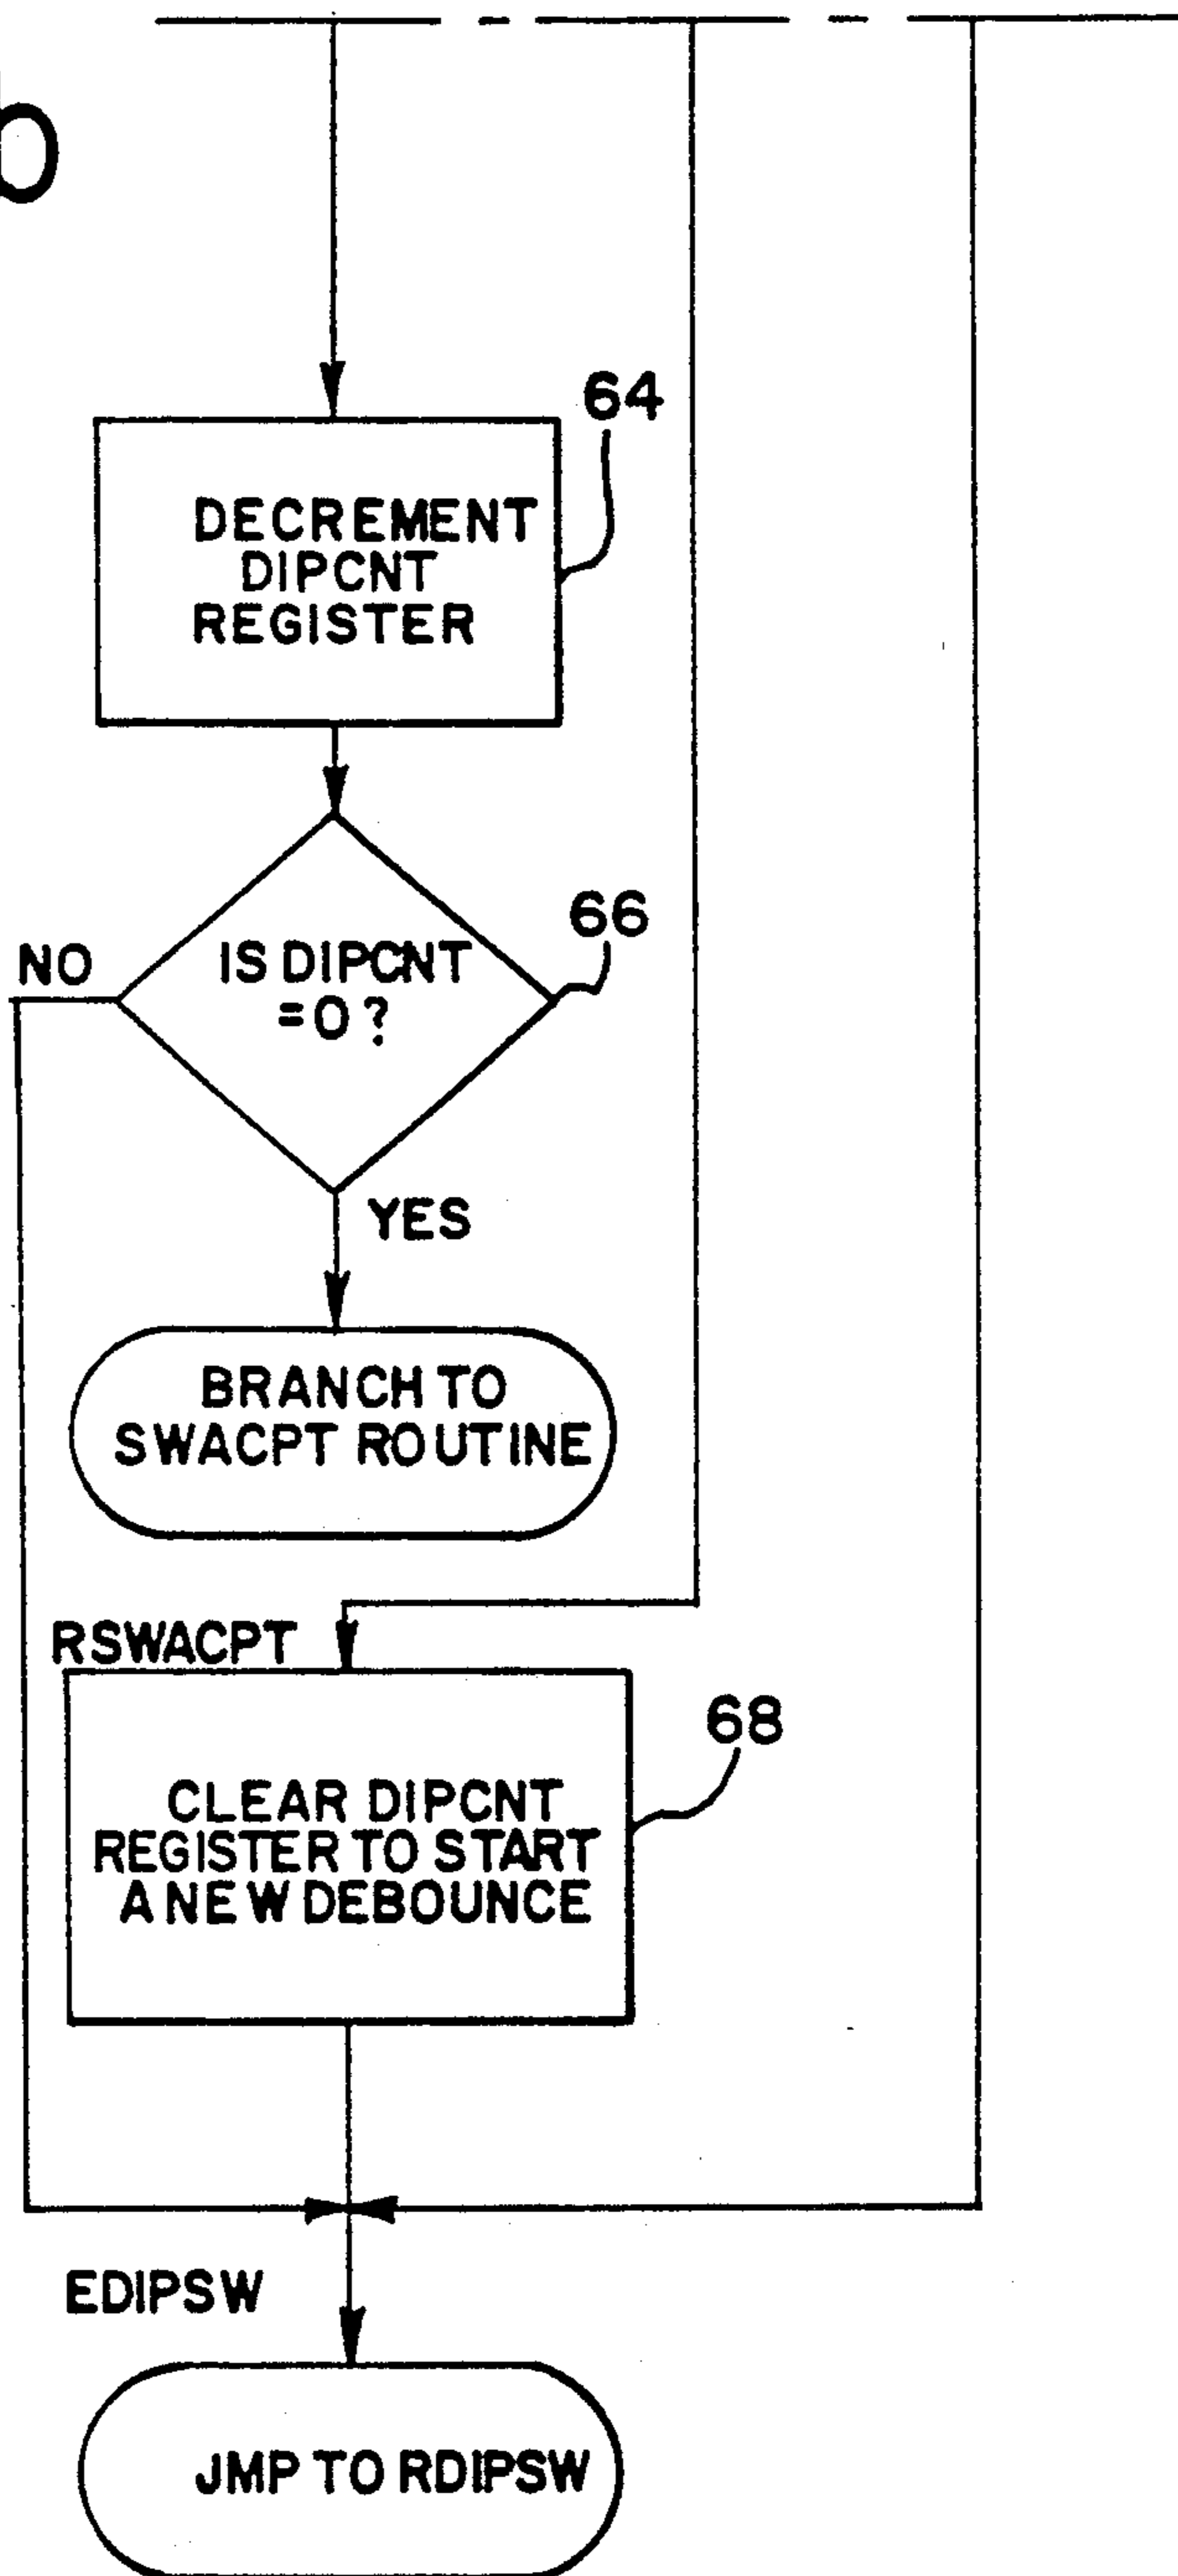 b
64
DECREMENT
DIPCNT
REGISTER
66
NO
IS DIPCNT
=0?
YES
BRANCH TO
SWACPT ROUTINE
RSWACPT
68
CLEAR DIPCNT
REGISTER TO START
A NEW DEBOUNCE
EDIPSW
JMP TO RDIPSW